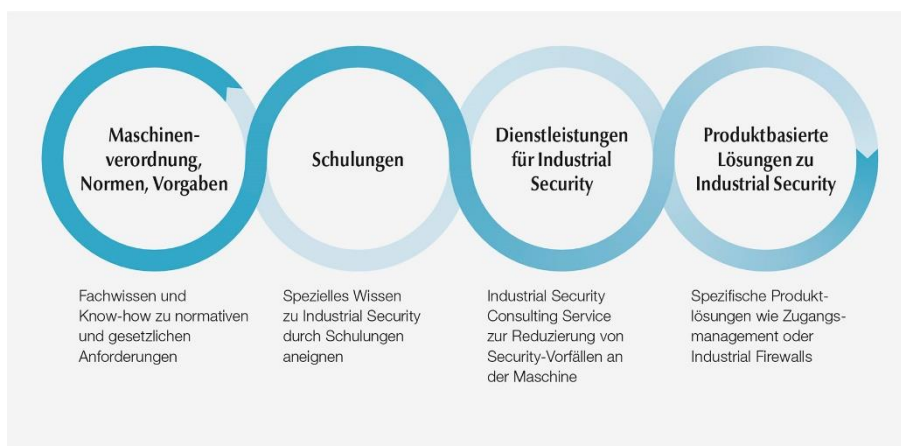 Maschinen-
verordnung,
Normen, Vorgaben
Schulungen
Dienstleistungen
für Industrial
Security
Produktbasierte
Lösungen zu
Industrial Security
Fachwissen und
Know-how zu normativen
und gesetzlichen
Anforderungen
Spezielles Wissen
zu Industrial Security
durch Schulungen
aneignen
Industrial Security
Consulting Service
zur Reduzierung von
Security-Vorfällen an
der Maschine
Spezifische Produkt-
lösungen wie Zugangs-
management oder
Industrial Firewalls